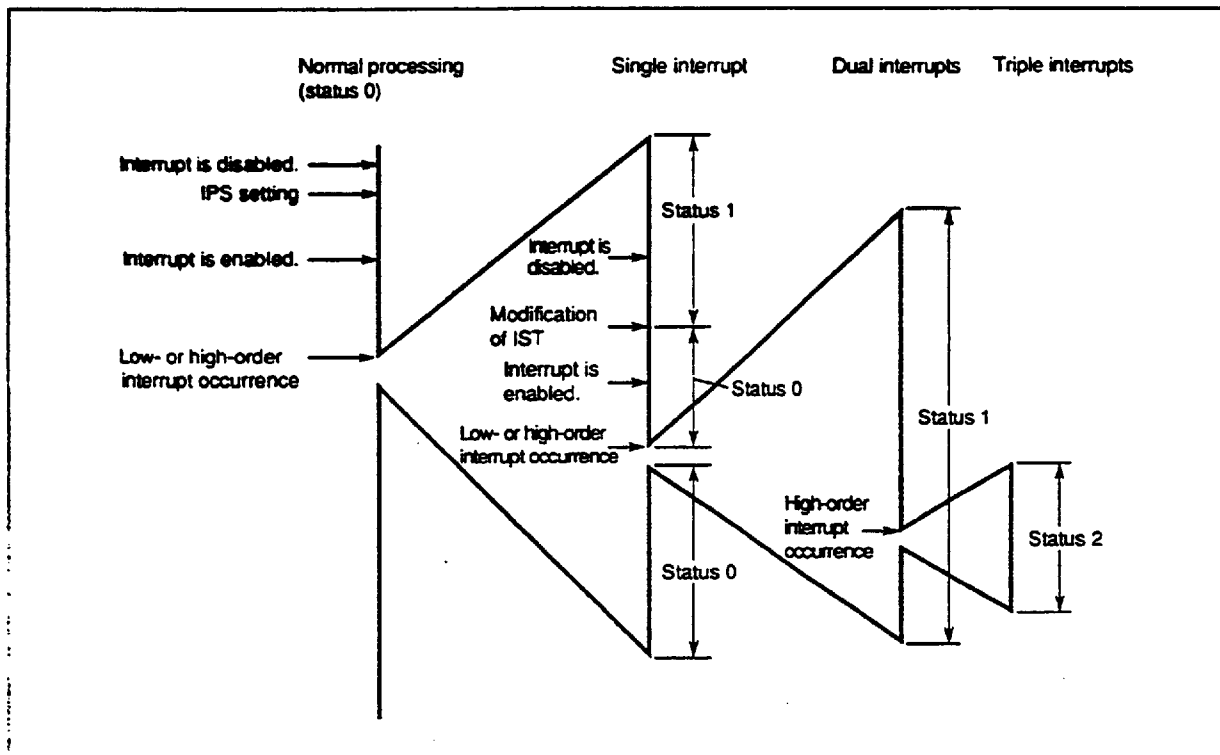 Normal processing
(status 0)
Single interrupt
Dual interrupts
Triple interrupts
Interrupt is disabled.
IPS setting
Interrupt is enabled.
Low- or high-order
interrupt occurrence
Status 1
Interrupt is
disabled.
Modification
of IST
Interrupt is
enabled.
Status 0
Low- or high-order
interrupt occurrence
Status 0
Status 1
High-order
interrupt
occurrence
Status 2